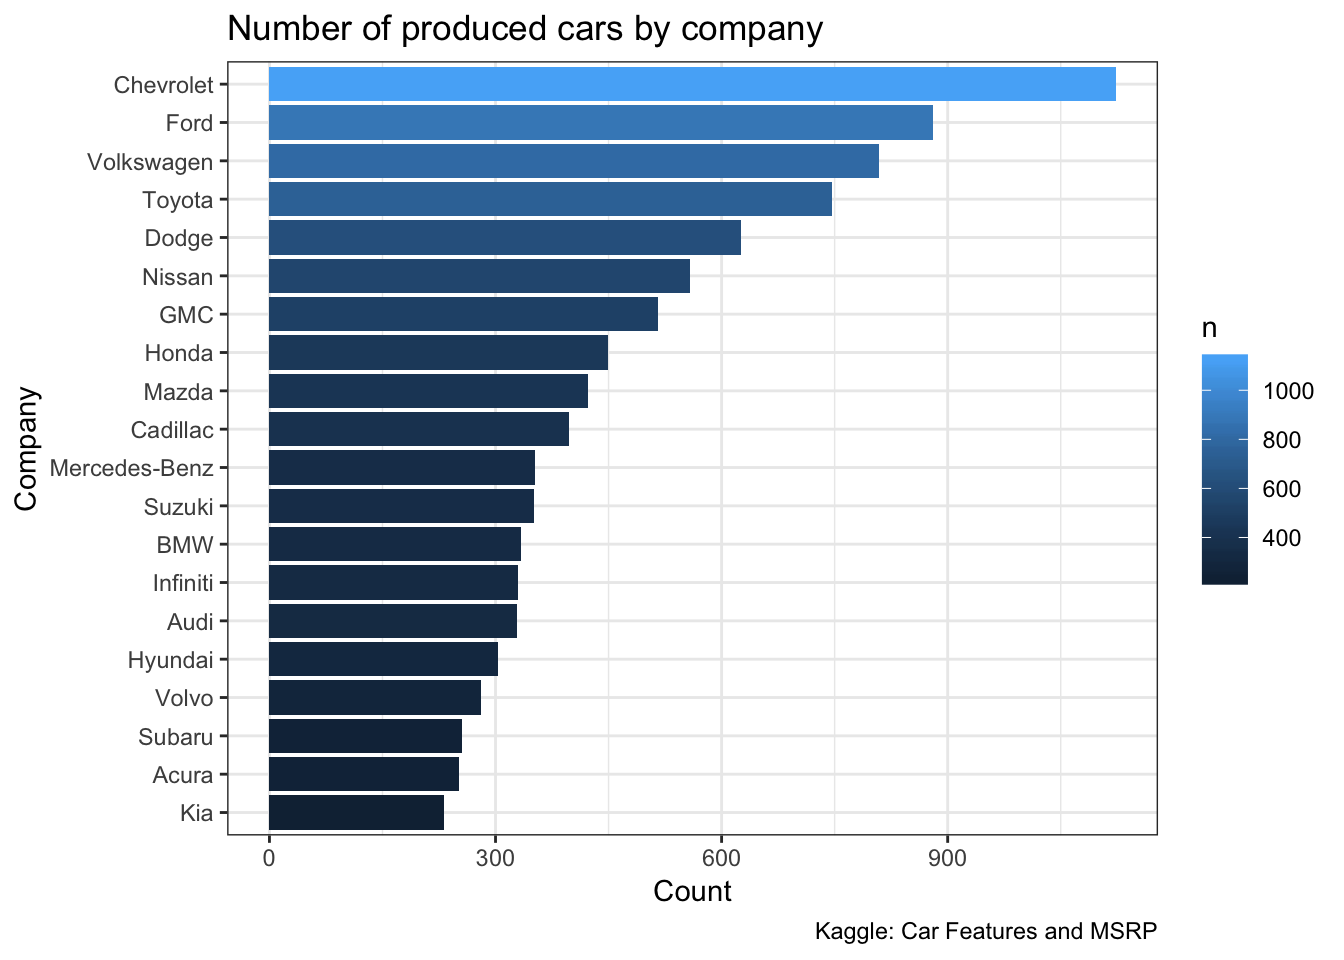 Number of produced cars by company
Company
Chevrolet
Ford
Volkswagen
Toyota
Dodge
Nissan
GMC
Honda
Mazda
Cadillac
Mercedes-Benz
Suzuki
BMW
Infiniti
Audi
Hyundai
Volvo
Subaru
Acura
Kia
0 300 600 900
Count
n
1000
800
600
400
Kaggle: Car Features and MSRP